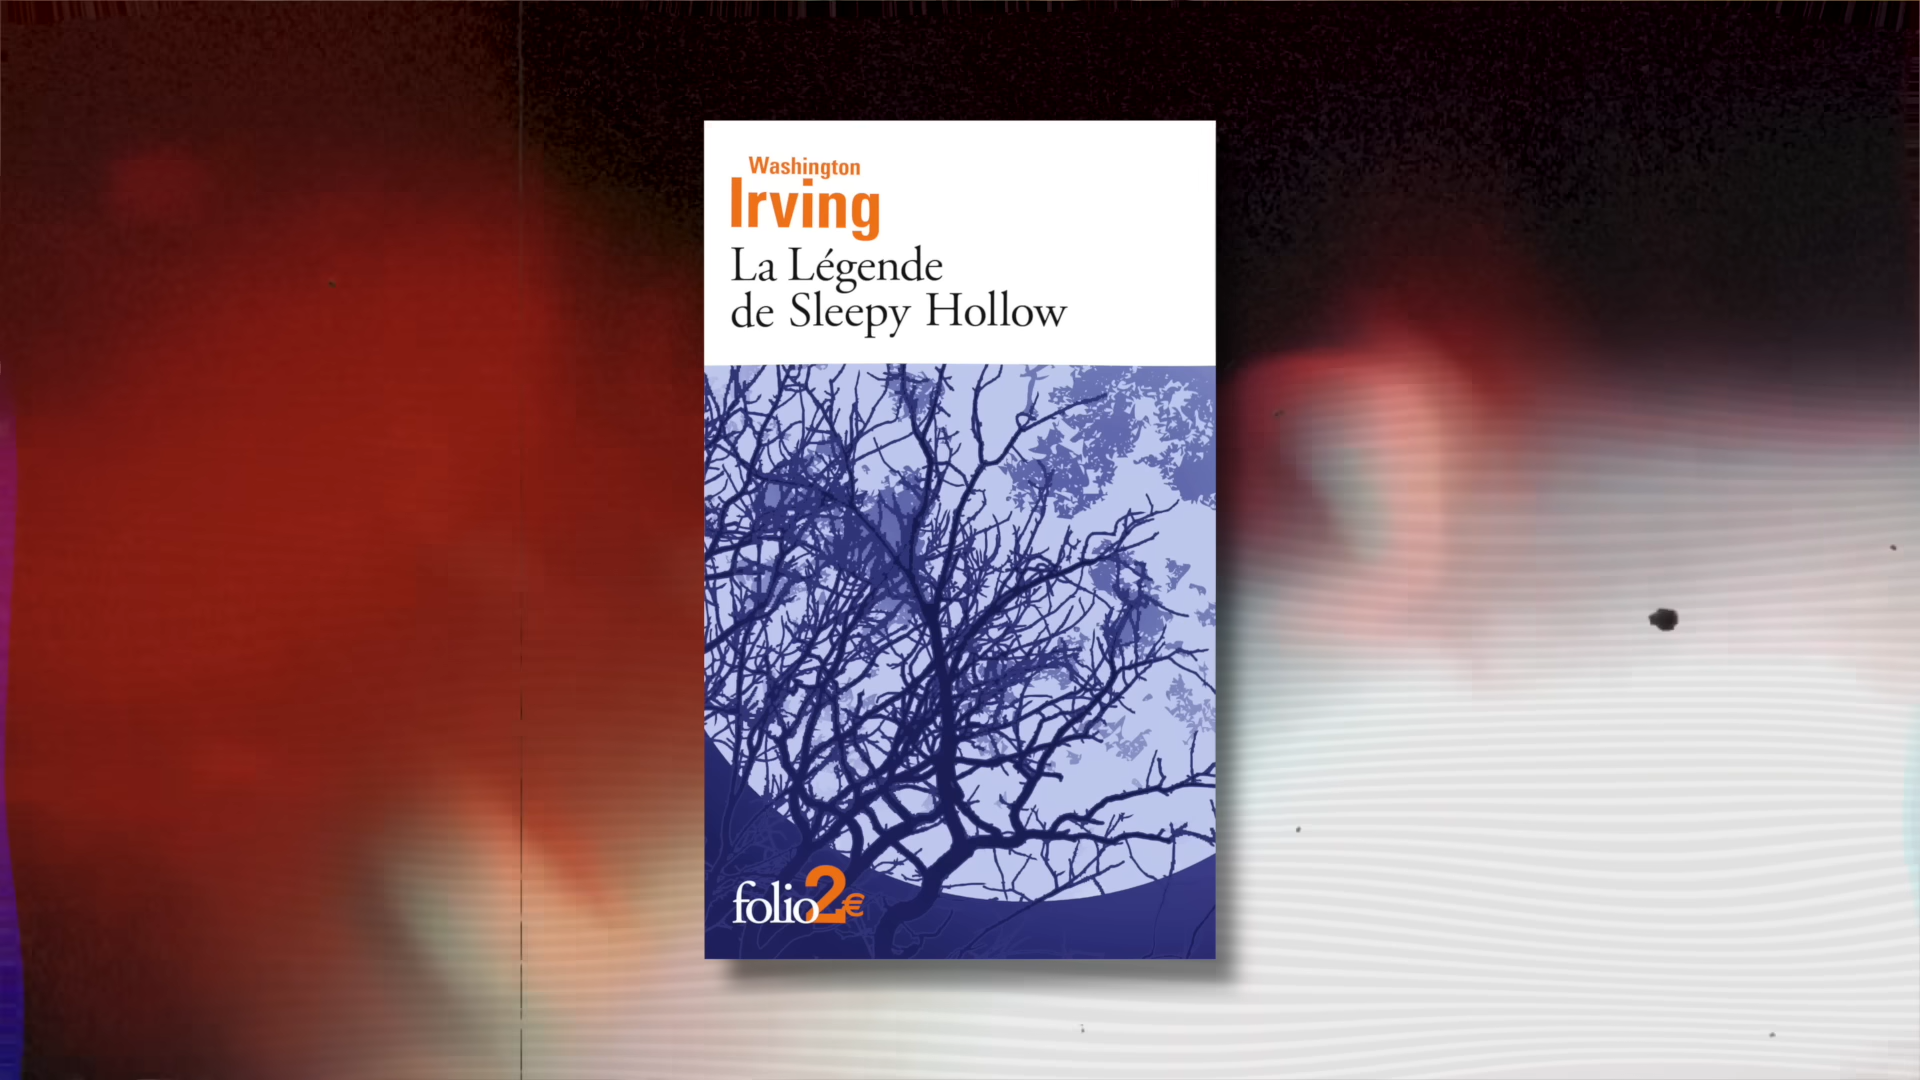 Washington
Irving
La Légende
de Sleepy Hollow
folio2€